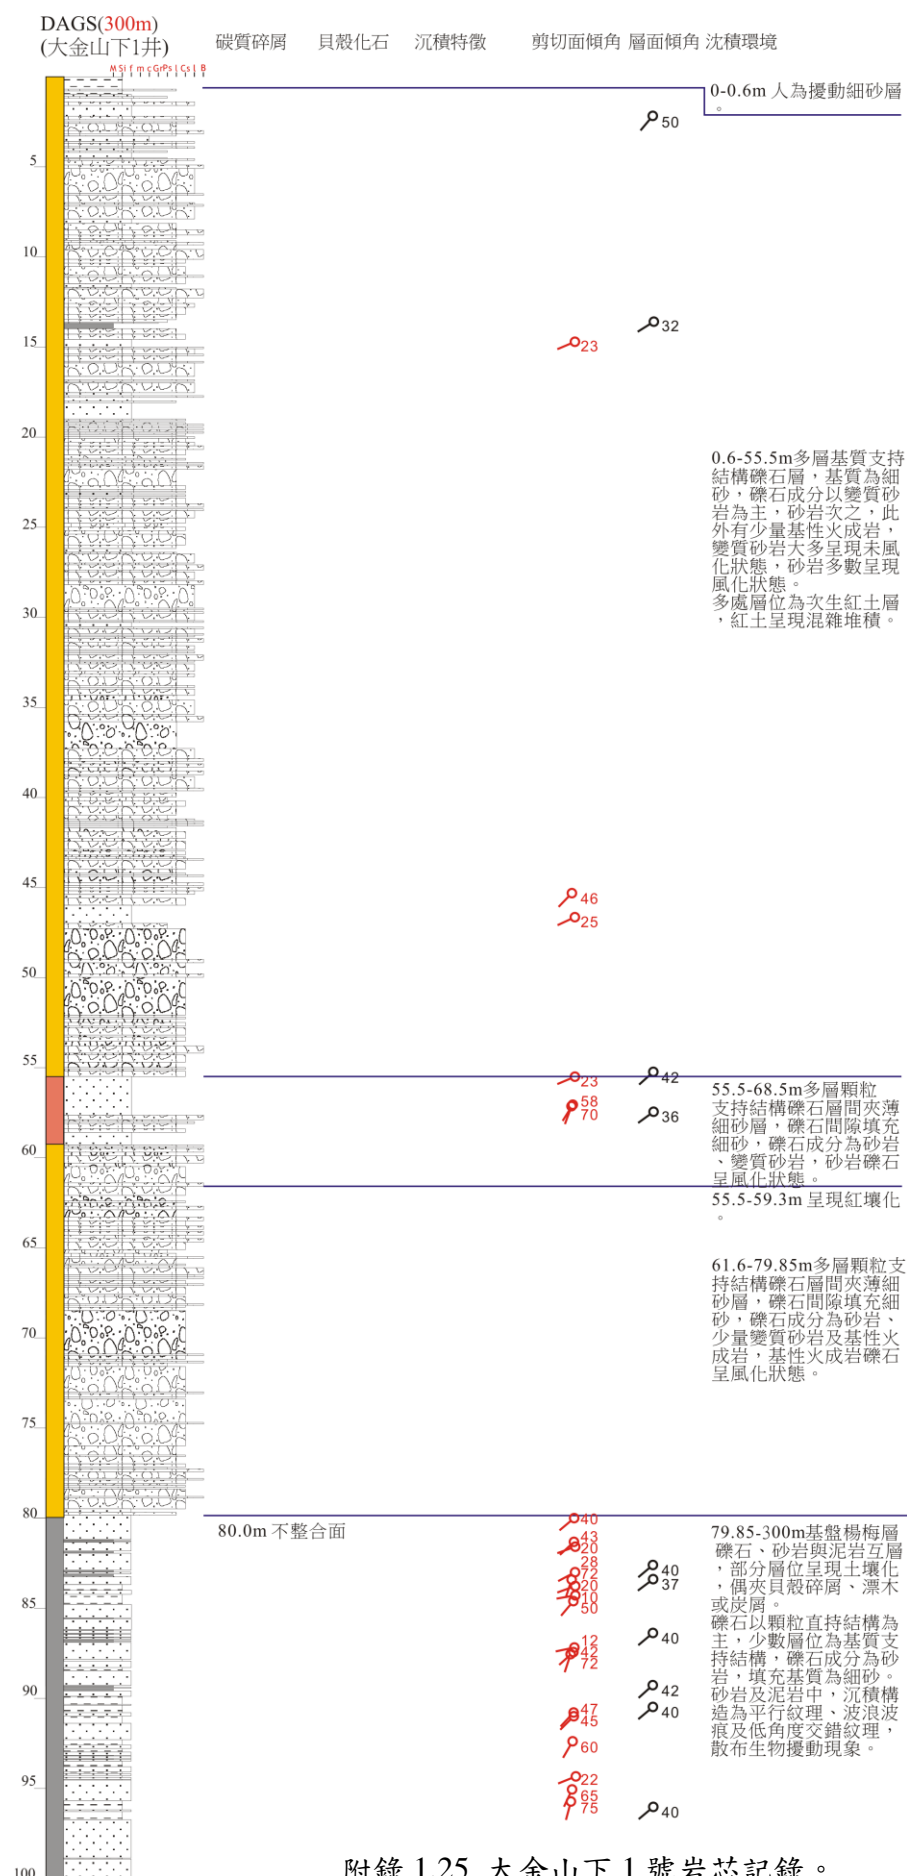 DAGS(300m)
(大金山下1井)
碳質碎屑 貝殼化石 沉積特徵 剪切面傾角 層面傾角 沈積環境
M Si f m c Gr Ps l Cs l B
0-0.6m 人為擾動細砂層
。
50
5
10
32
15
23
20
0.6-55.5m多層基質支持
結構礫石層，基質為細
砂，礫石成分以變質砂
岩為主，砂岩次之，此
外有少量基性火成岩，
變質砂岩大多呈現未風
化狀態，砂岩多數呈現
風化狀態。
多處層位為次生紅土層
，紅土呈現混雜堆積。
25
30
35
40
45
46
25
50
55
23
42
58
70
36
55.5-68.5m多層顆粒
支持結構礫石層間夾薄
細砂層，礫石間隙填充
細砂，礫石成分為砂岩
、變質砂岩，砂岩礫石
呈風化狀態。
60
55.5-59.3m 呈現紅壤化
。
65
61.6-79.85m多層顆粒支
持結構礫石層間夾薄細
砂層，礫石間隙填充細
砂，礫石成分為砂岩、
少量變質砂岩及基性火
成岩，基性火成岩礫石
呈風化狀態。
70
75
80
80.0m 不整合面
40
43
20
28
72
20
10
50
40
37
79.85-300m基盤楊梅層
礫石、砂岩與泥岩互層
，部分層位呈現土壤化
，偶夾貝殼碎屑、漂木
或炭屑。
礫石以顆粒直持結構為
主，少數層位為基質支
持結構，礫石成分為砂
岩，填充基質為細砂。
砂岩及泥岩中，沉積構
造為平行紋理、波浪波
痕及低角度交錯紋理，
散布生物擾動現象。
85
12
42
72
40
90
42
40
47
45
60
95
22
65
75
40
100
附錄 1.25 大金山下 1 號岩芯記錄。